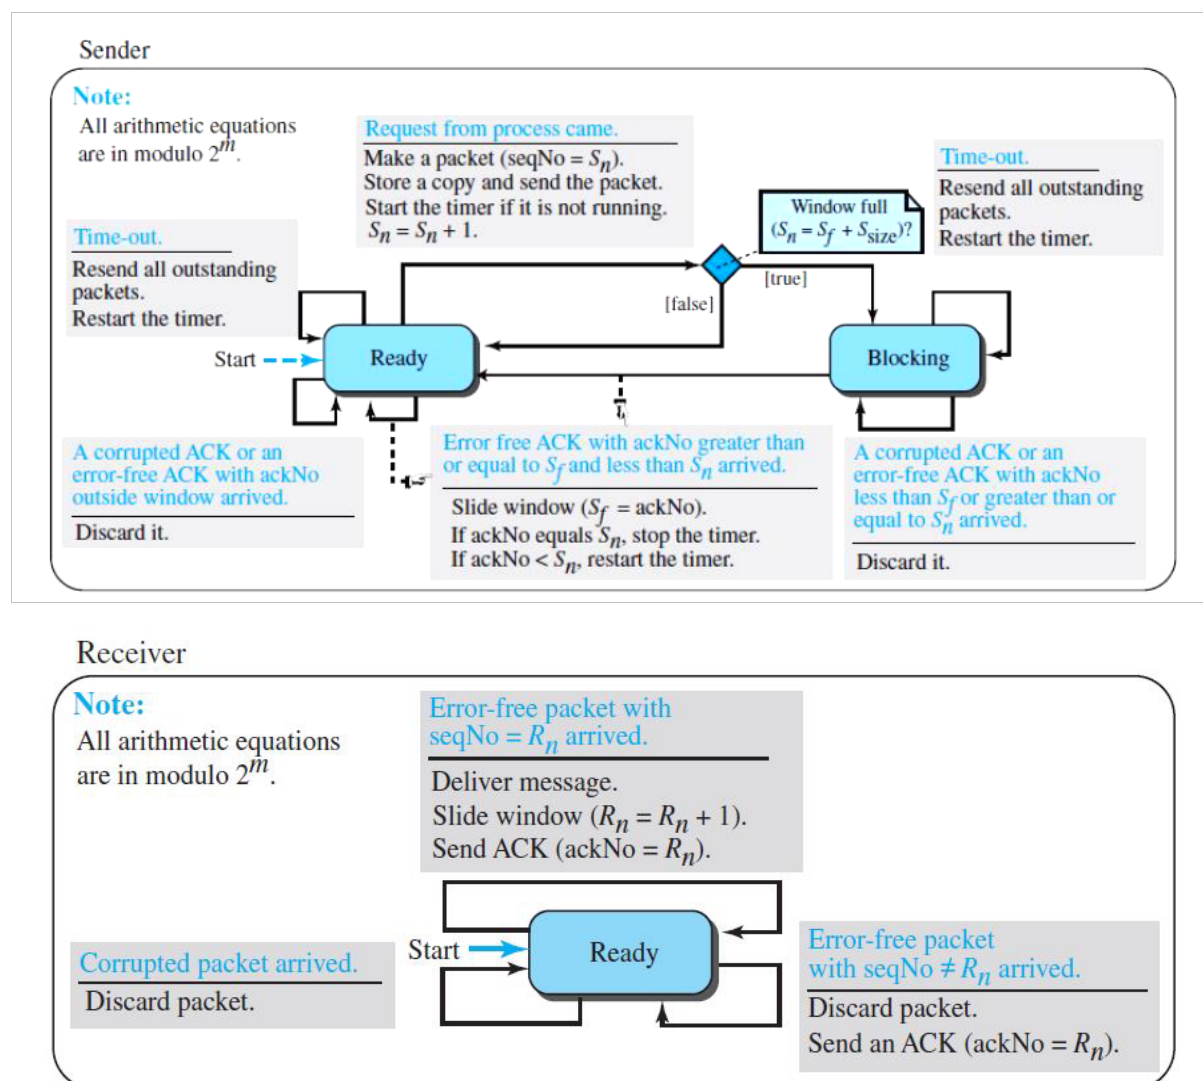 Sender
Note:
All arithmetic equations
are in modulo 2^m.
Request from process came.
Make a packet (seqNo = Sn).
Store a copy and send the packet.
Start the timer if it is not running.
Sn = Sn + 1.
Time-out.
Resend all outstanding
packets.
Restart the timer.
Window full
(Sn = Sf + Ssize)?
Time-out.
Resend all outstanding
packets.
Restart the timer.
[true]
[false]
Start
Ready
Blocking
A corrupted ACK or an
error-free ACK with ackNo
outside window arrived.
Discard it.
Error free ACK with ackNo greater than
or equal to Sf and less than Sn arrived.
Slide window (Sf = ackNo).
If ackNo equals Sn, stop the timer.
If ackNo < Sn, restart the timer.
A corrupted ACK or an
error-free ACK with ackNo
less than Sf or greater than or
equal to Sn arrived.
Discard it.
Receiver
Note:
All arithmetic equations
are in modulo 2^m.
Error-free packet with
seqNo = Rn arrived.
Deliver message.
Slide window (Rn = Rn + 1).
Send ACK (ackNo = Rn).
Start
Ready
Corrupted packet arrived.
Discard packet.
Error-free packet
with seqNo ≠ Rn arrived.
Discard packet.
Send an ACK (ackNo = Rn).